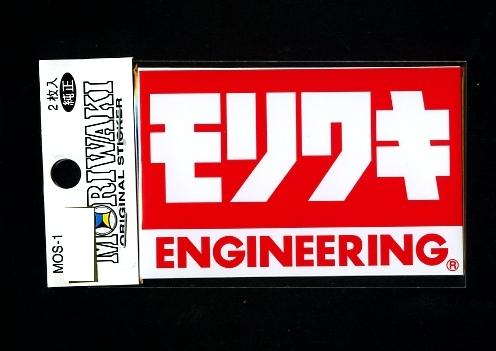 2枚入
純正
MORIWAKI
ORIGINAL STICKER
MOS-1
モリワキ
ENGINEERING®